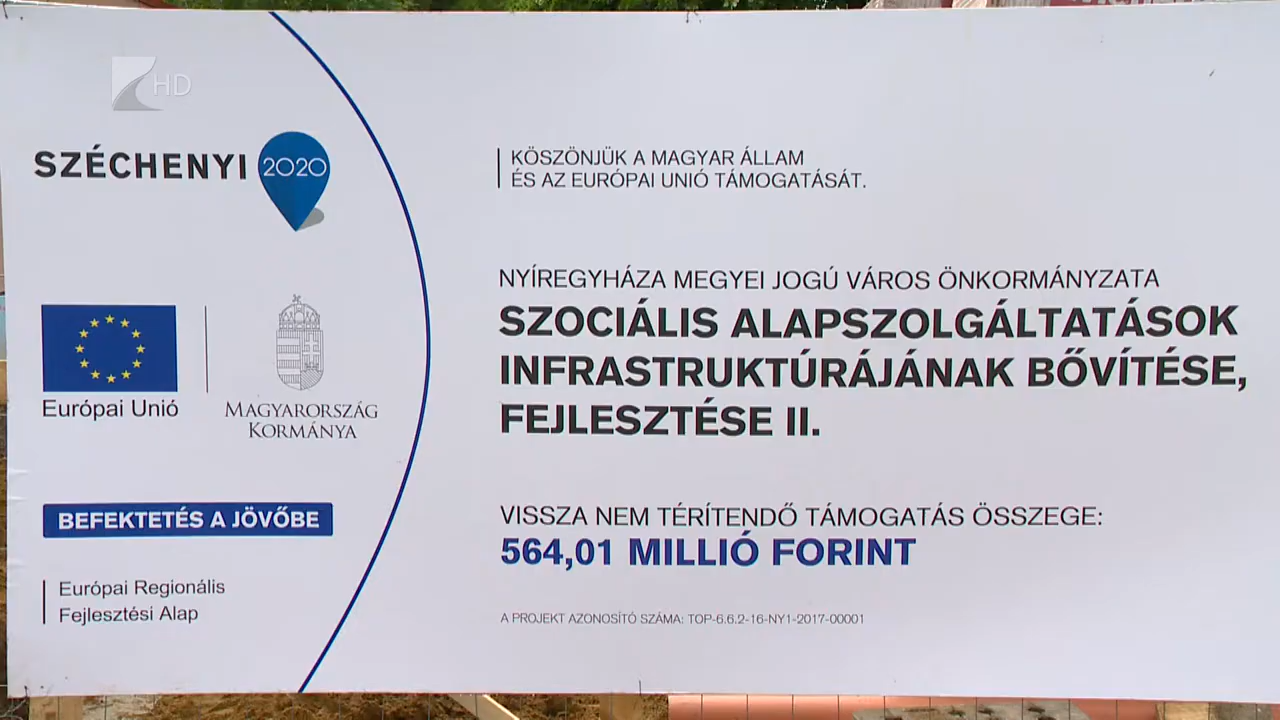 HD
SZÉCHENYI 2020
KÖSZÖNJÜK A MAGYAR ÁLLAM
ÉS AZ EURÓPAI UNIÓ TÁMOGATÁSÁT.
NYÍREGYHÁZA MEGYEI JOGÚ VÁROS ÖNKORMÁNYZATA
SZOCIÁLIS ALAPSZOLGÁLTATÁSOK
INFRASTRUKTÚRÁJÁNAK BŐVÍTÉSE,
FEJLESZTÉSE II.
Európai Unió
MAGYARORSZÁG
KORMÁNYA
BEFEKTETÉS A JÖVŐBE
Európai Regionális
Fejlesztési Alap
VISSZA NEM TÉRÍTENDŐ TÁMOGATÁS ÖSSZEGE:
564,01 MILLIÓ FORINT
A PROJEKT AZONOSÍTÓ SZÁMA: TOP-6.6.2-16-NY1-2017-00001